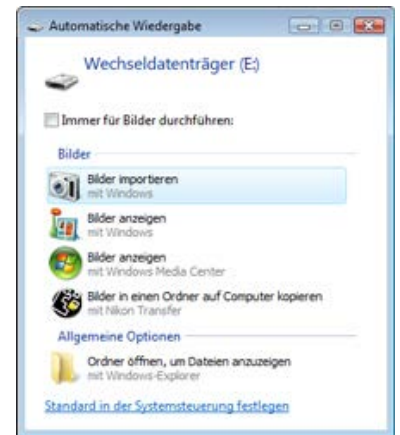 Automatische Wiedergabe
Wechseldatenträger (E:)
Immer für Bilder durchführen:
Bilder
Bilder importieren
mit Windows
Bilder anzeigen
mit Windows
Bilder anzeigen
mit Windows Media Center
Bilder in einen Ordner auf Computer kopieren
mit Nikon Transfer
Allgemeine Optionen
Ordner öffnen, um Dateien anzuzeigen
mit Windows-Explorer
Standard in der Systemsteuerung festlegen